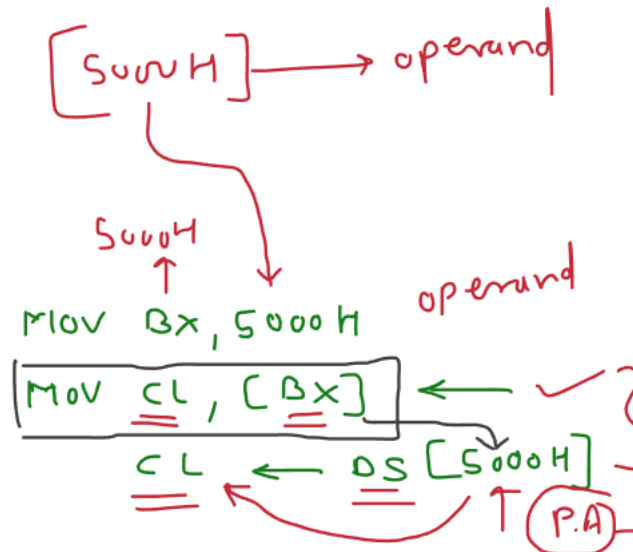 [5000H] → operand
5000H
↑
operand
MOV BX, 5000H
MOV CL, [BX] ← ✓
CL ← DS [5000H]
↑ P.A